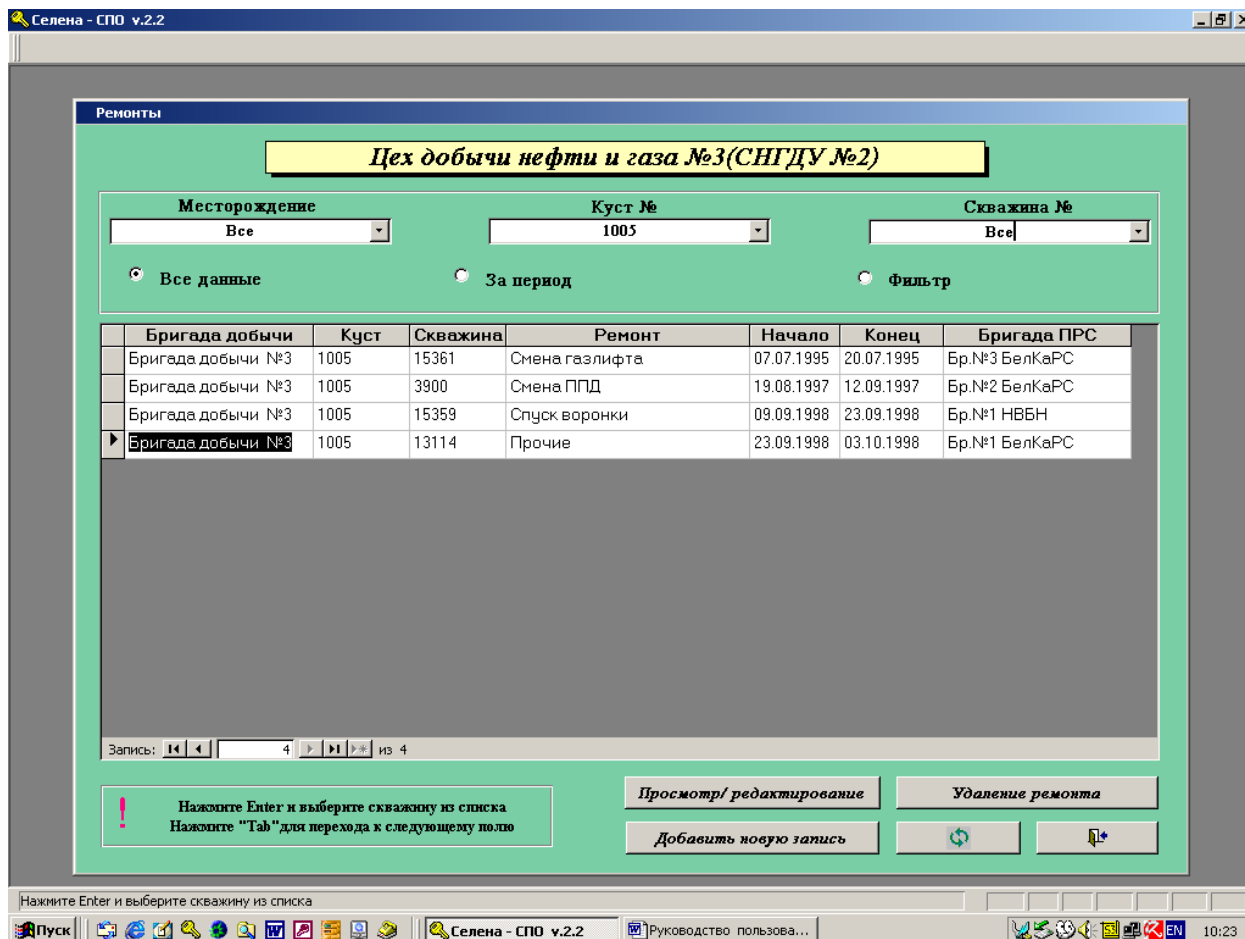 Селена - СПО v.2.2
Ремонты
Цех добычи нефти и газа №3(СНГДУ №2)
Месторождение Куст № Скважина №
Все 1005 Все
Все данные За период Фильтр
Бригада добычи Куст Скважина Ремонт Начало Конец Бригада ПРС
Бригада добычи №3 1005 15361 Смена газлифта 07.07.1995 20.07.1995 Бр.№3 БелКаРС
Бригада добычи №3 1005 3900 Смена ППД 19.08.1997 12.09.1997 Бр.№2 БелКаРС
Бригада добычи №3 1005 15359 Спуск воронки 09.09.1998 23.09.1998 Бр.№1 НВБН
Бригада добычи №3 1005 13114 Прочие 23.09.1998 03.10.1998 Бр.№1 БелКаРС
Запись: 4 из 4
Просмотр/ редактирование Удаление ремонта
! Нажмите Enter и выберите скважину из списка
Нажмите "Tab"для перехода к следующему полю
Добавить новую запись
Нажмите Enter и выберите скважину из списка
Пуск Селена - СПО v.2.2 Руководство пользова... EN 10:23